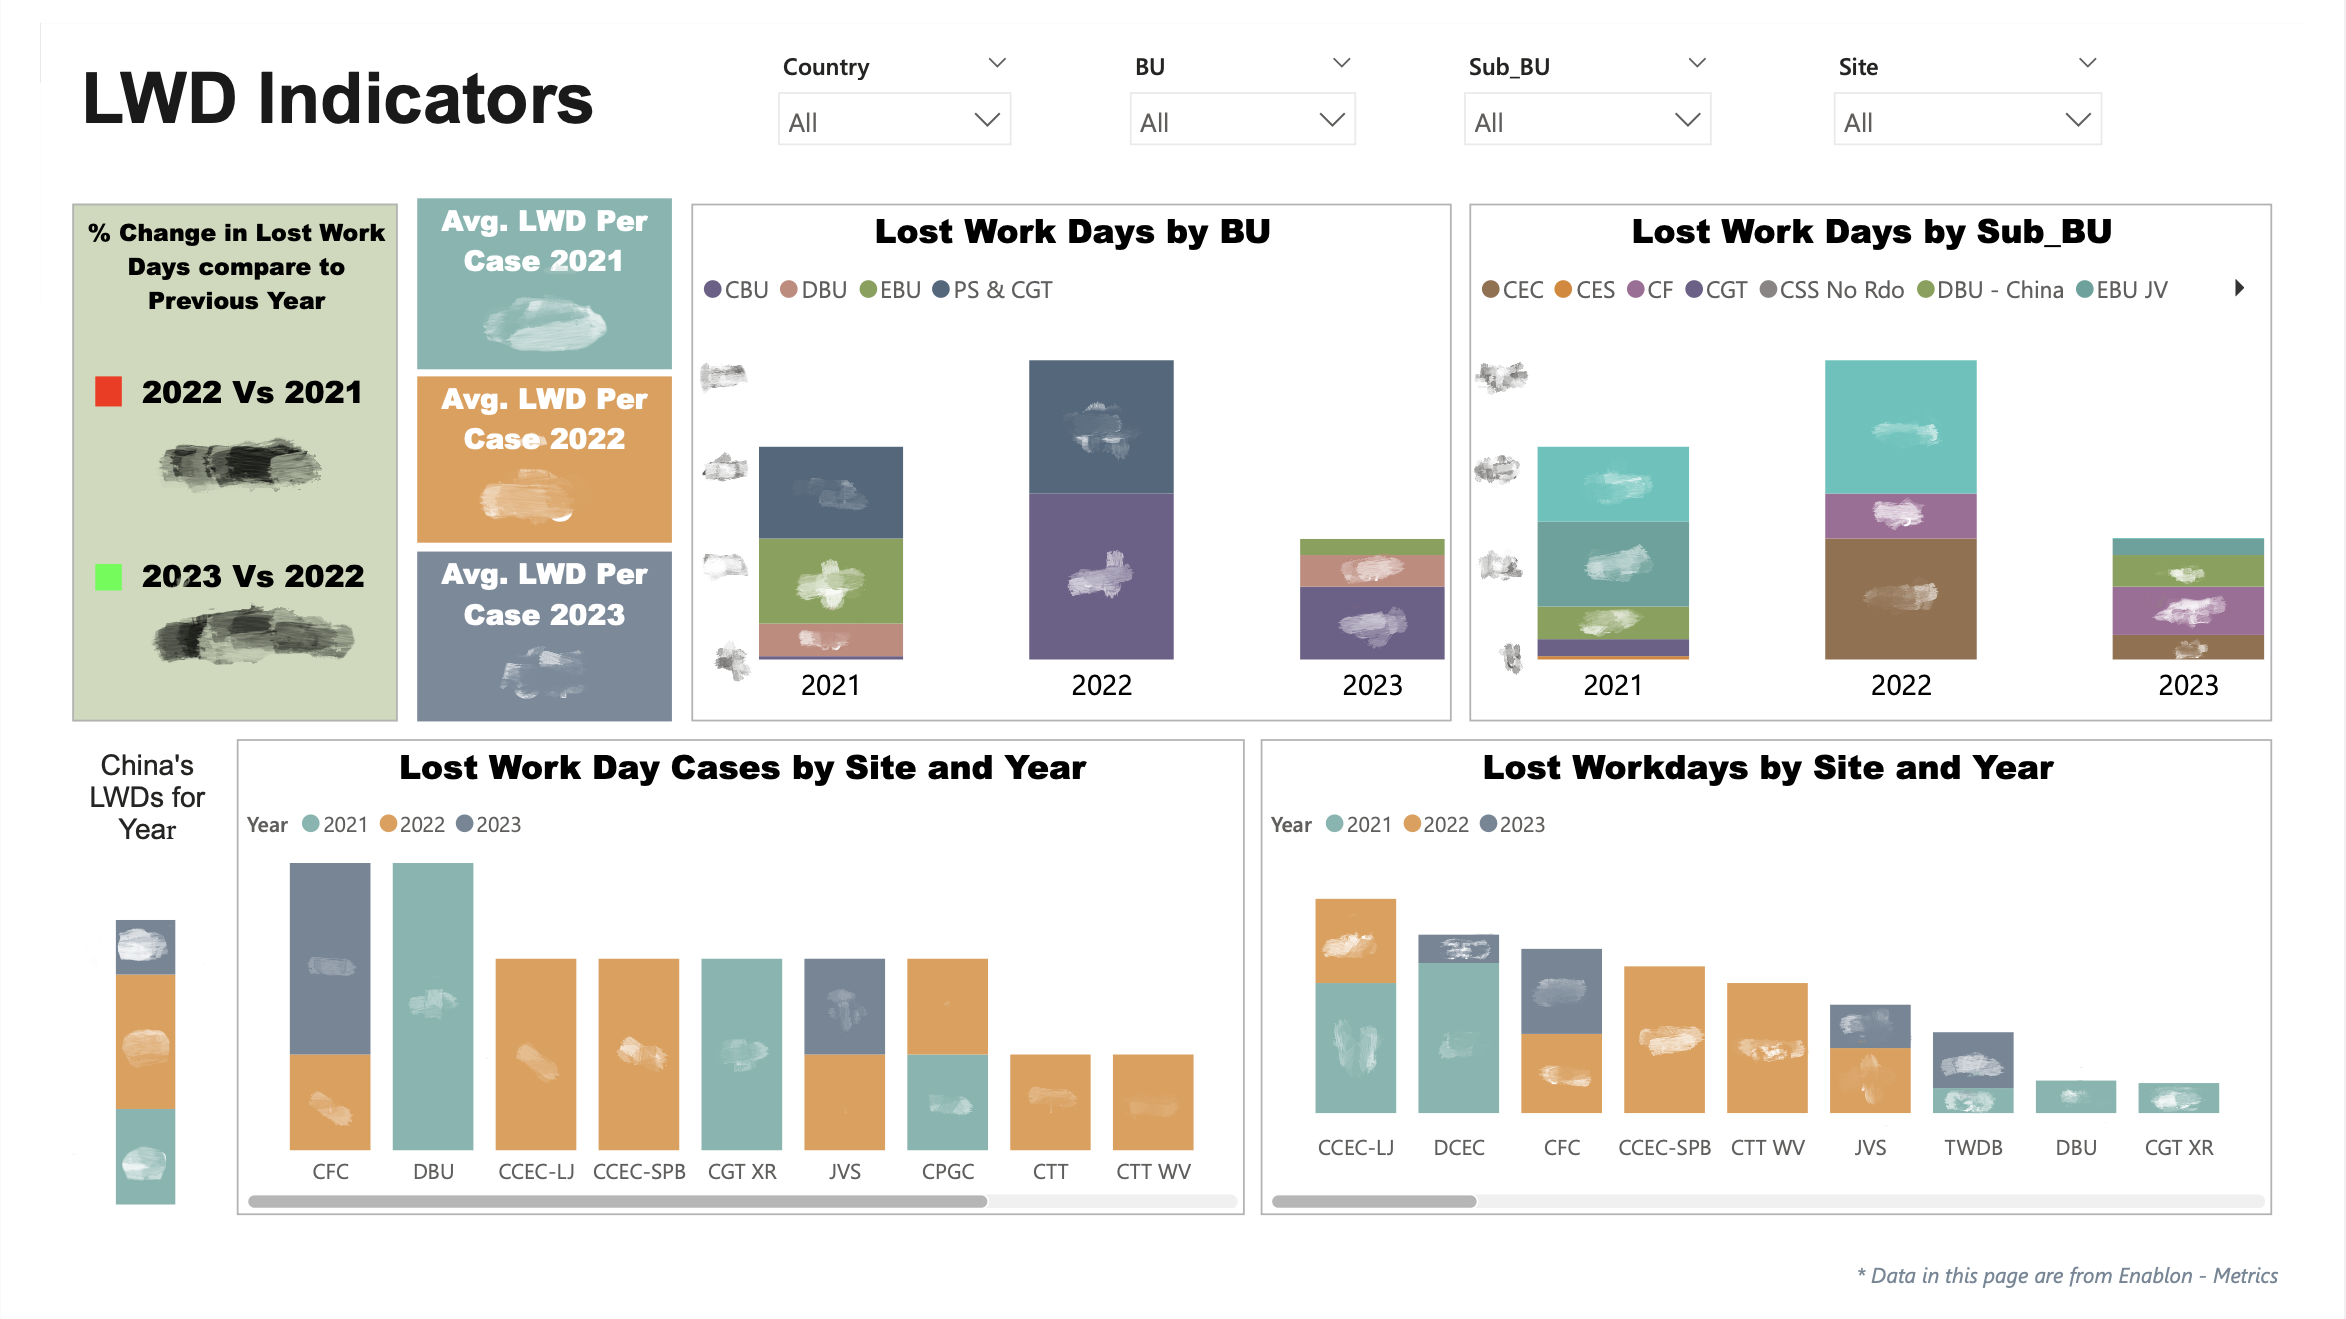 LWD Indicators
Country
All
BU
All
Sub_BU
All
Site
All
% Change in Lost Work
Days compare to
Previous Year
2022 Vs 2021
2023 Vs 2022
Avg. LWD Per
Case 2021
Avg. LWD Per
Case 2022
Avg. LWD Per
Case 2023
Lost Work Days by BU
CBU DBU EBU PS & CGT
2021 2022 2023
Lost Work Days by Sub_BU
CEC CES CF CGT CSS No Rdo DBU - China EBU JV
2021 2022 2023
China's
LWDs for
Year
Lost Work Day Cases by Site and Year
Year 2021 2022 2023
CFC DBU CCEC-LJ CCEC-SPB CGT XR JVS CPGC CTT CTT WV
Lost Workdays by Site and Year
Year 2021 2022 2023
CCEC-LJ DCEC CFC CCEC-SPB CTT WV JVS TWDB DBU CGT XR
* Data in this page are from Enablon - Metrics